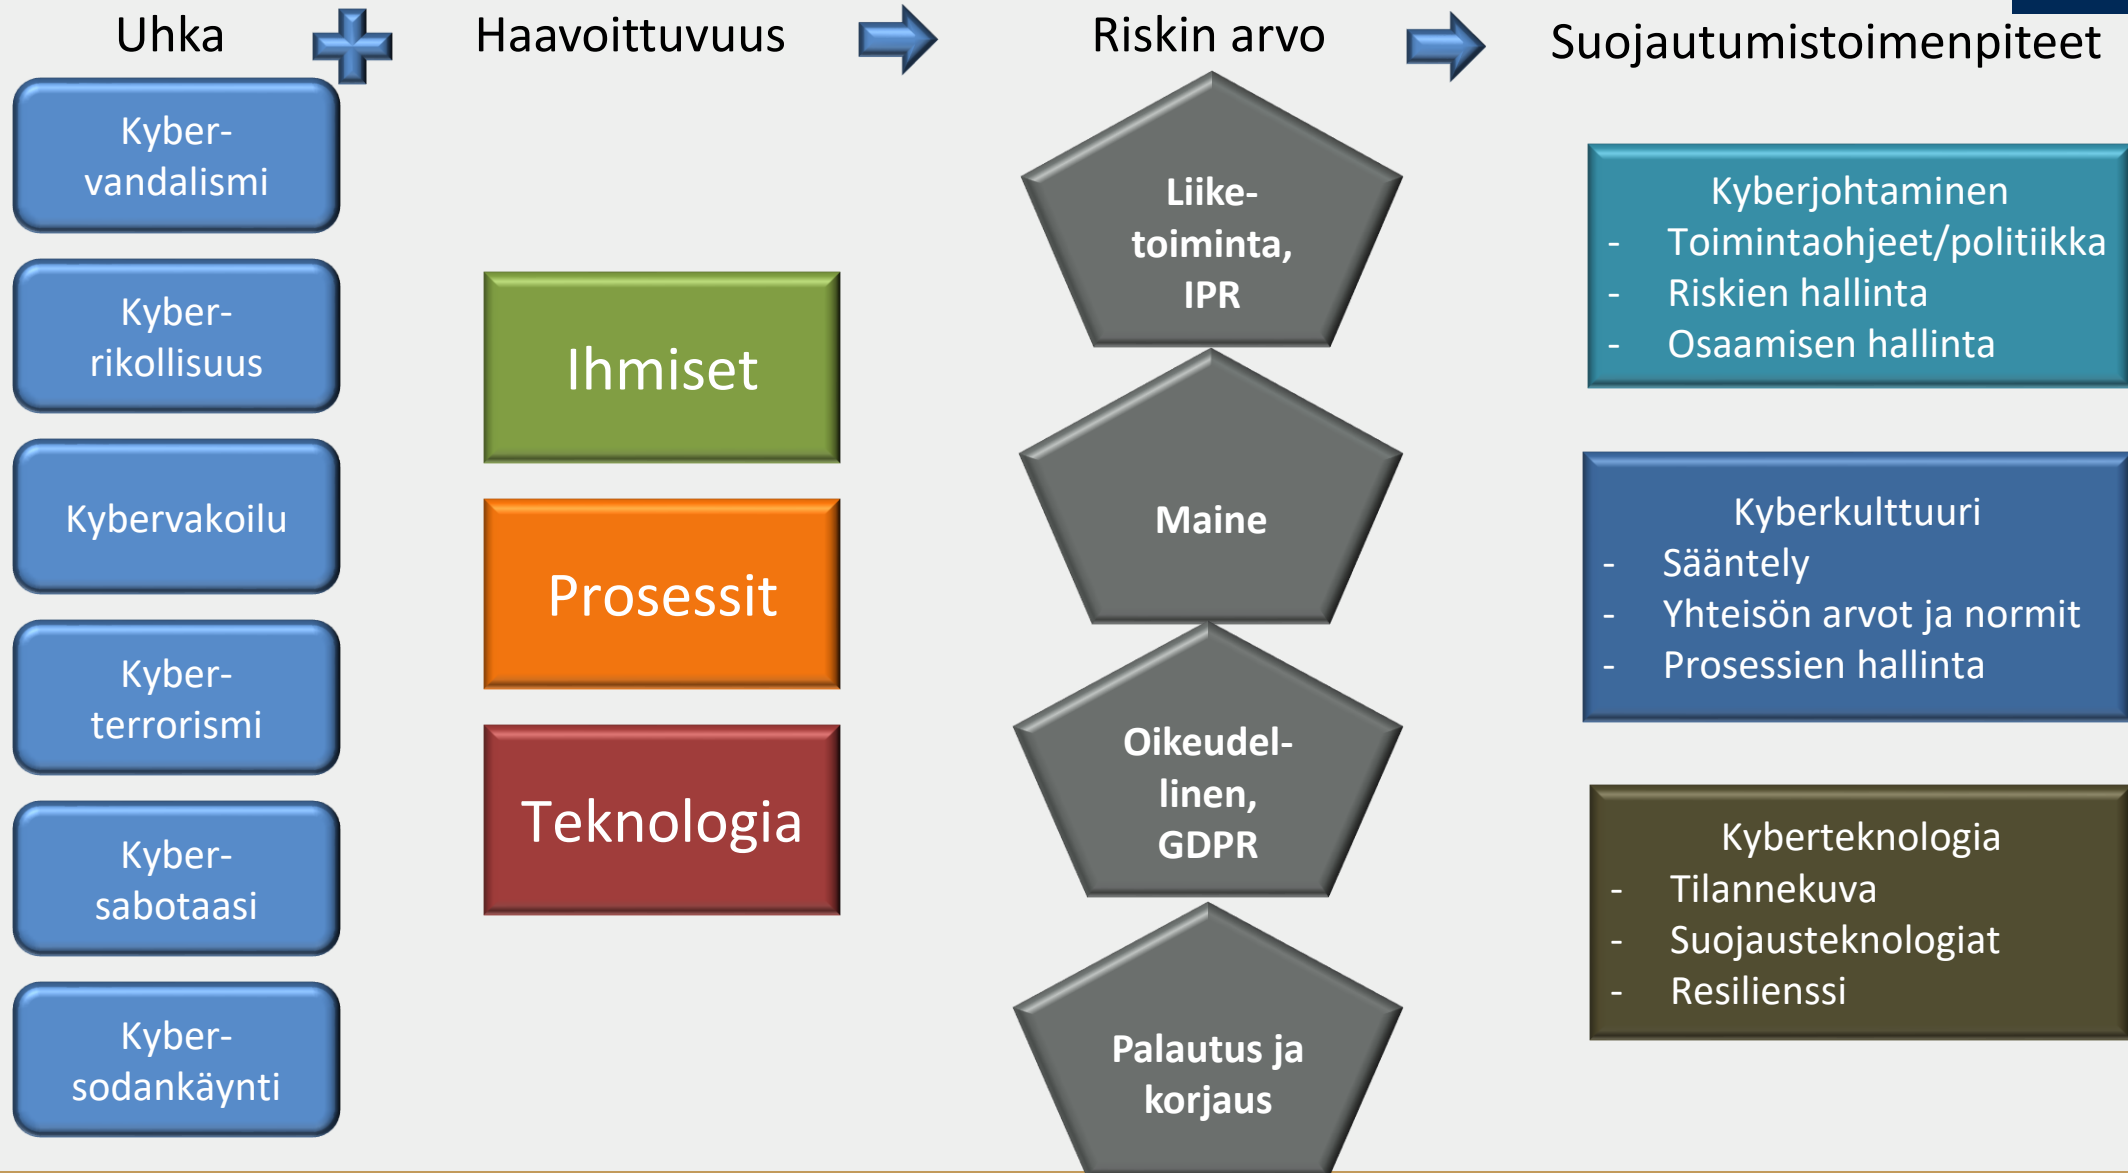 Uhka
Haavoittuvuus
Riskin arvo
Suojautumistoimenpiteet
Kyber-
vandalismi
Kyber-
rikollisuus
Kybervakoilu
Kyber-
terrorismi
Kyber-
sabotaasi
Kyber-
sodankäynti
Ihmiset
Prosessit
Teknologia
Liike-
toiminta,
IPR
Maine
Oikeudel-
linen,
GDPR
Palautus ja
korjaus
Kyberjohtaminen
- Toimintaohjeet/politiikka
- Riskien hallinta
- Osaamisen hallinta
Kyberkulttuuri
- Sääntely
- Yhteisön arvot ja normit
- Prosessien hallinta
Kyberteknologia
- Tilannekuva
- Suojausteknologiat
- Resilienssi